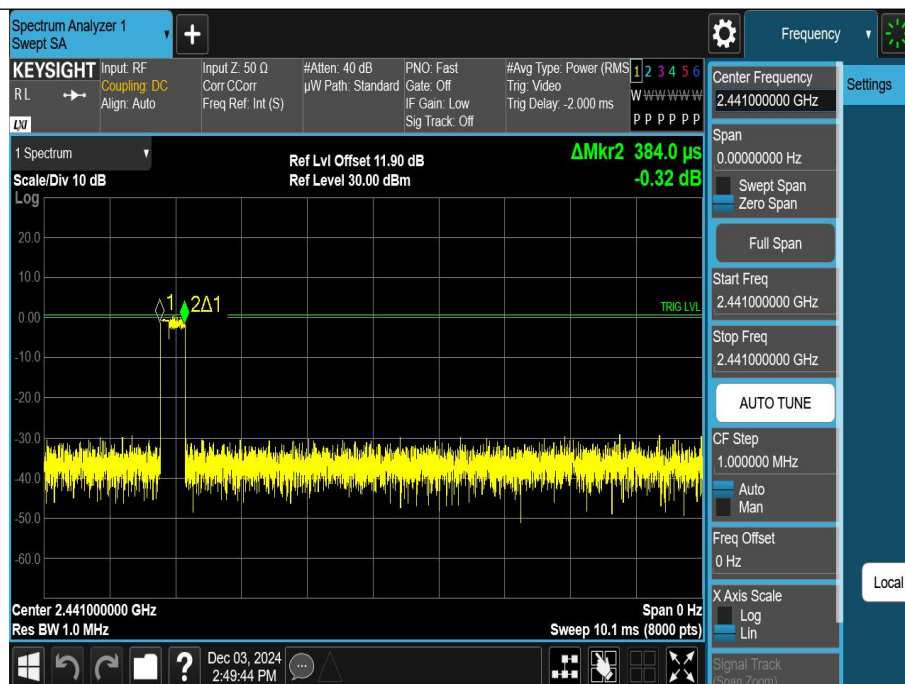 Spectrum Analyzer 1
Swept SA
+
Frequency
KEYSIGHT
RL
LXI
Input: RF
Coupling: DC
Align: Auto
Input Z: 50 Ω
Corr CCorr
Freq Ref: Int (S)
#Atten: 40 dB
µW Path: Standard
PNO: Fast
Gate: Off
IF Gain: Low
Sig Track: Off
#Avg Type: Power (RMS
Trig: Video
Trig Delay: -2.000 ms
1 2 3 4 5 6
W W W W W W
P P P P P P
1 Spectrum
Scale/Div 10 dB
Log
Ref Lvl Offset 11.90 dB
Ref Level 30.00 dBm
ΔMkr2 384.0 µs
-0.32 dB
20.0
10.0
0.00
-10.0
-20.0
-30.0
-40.0
-50.0
-60.0
1
2Δ1
TRIG LVL
Center 2.441000000 GHz
Res BW 1.0 MHz
Span 0 Hz
Sweep 10.1 ms (8000 pts)
Dec 03, 2024
2:49:44 PM
?
Center Frequency
2.441000000 GHz
Span
0.00000000 Hz
Swept Span
Zero Span
Full Span
Start Freq
2.441000000 GHz
Stop Freq
2.441000000 GHz
AUTO TUNE
CF Step
1.000000 MHz
Auto
Man
Freq Offset
0 Hz
X Axis Scale
Log
Lin
Signal Track
(Span Zoom)
Settings
Local